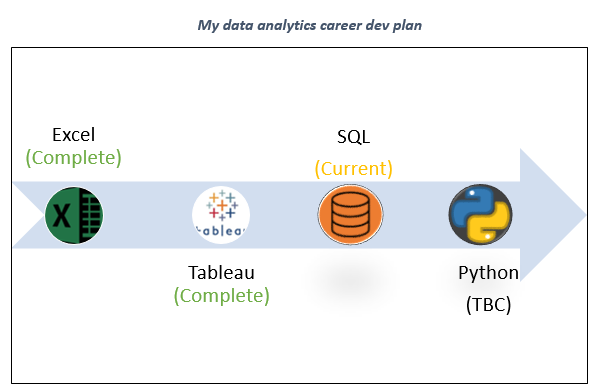 My data analytics career dev plan
Excel
(Complete)
SQL
(Current)
X
tableau
Tableau
(Complete)
Python
(TBC)